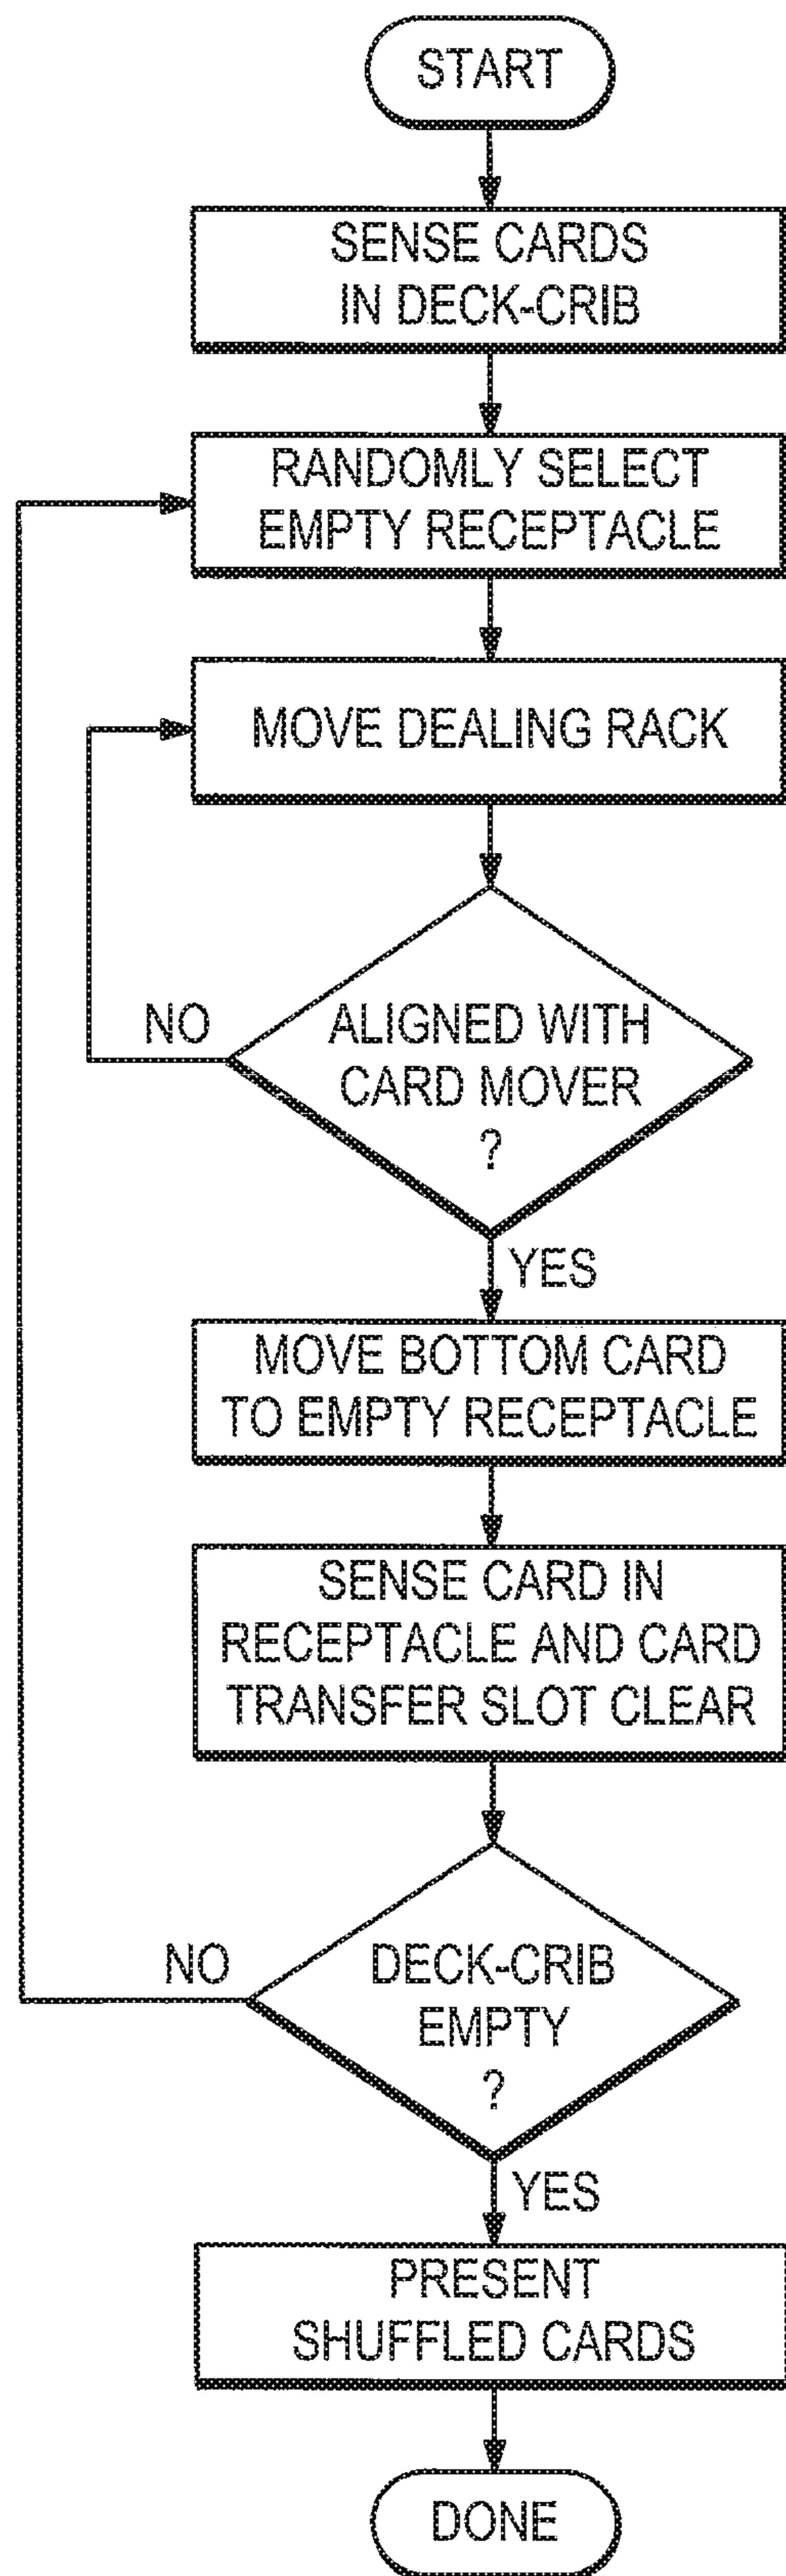 START
SENSE CARDS
IN DECK-CRIB
RANDOMLY SELECT
EMPTY RECEPTACLE
MOVE DEALING RACK
NO
ALIGNED WITH
CARD MOVER
?
YES
MOVE BOTTOM CARD
TO EMPTY RECEPTACLE
SENSE CARD IN
RECEPTACLE AND CARD
TRANSFER SLOT CLEAR
NO
DECK-CRIB
EMPTY
?
YES
PRESENT
SHUFFLED CARDS
DONE